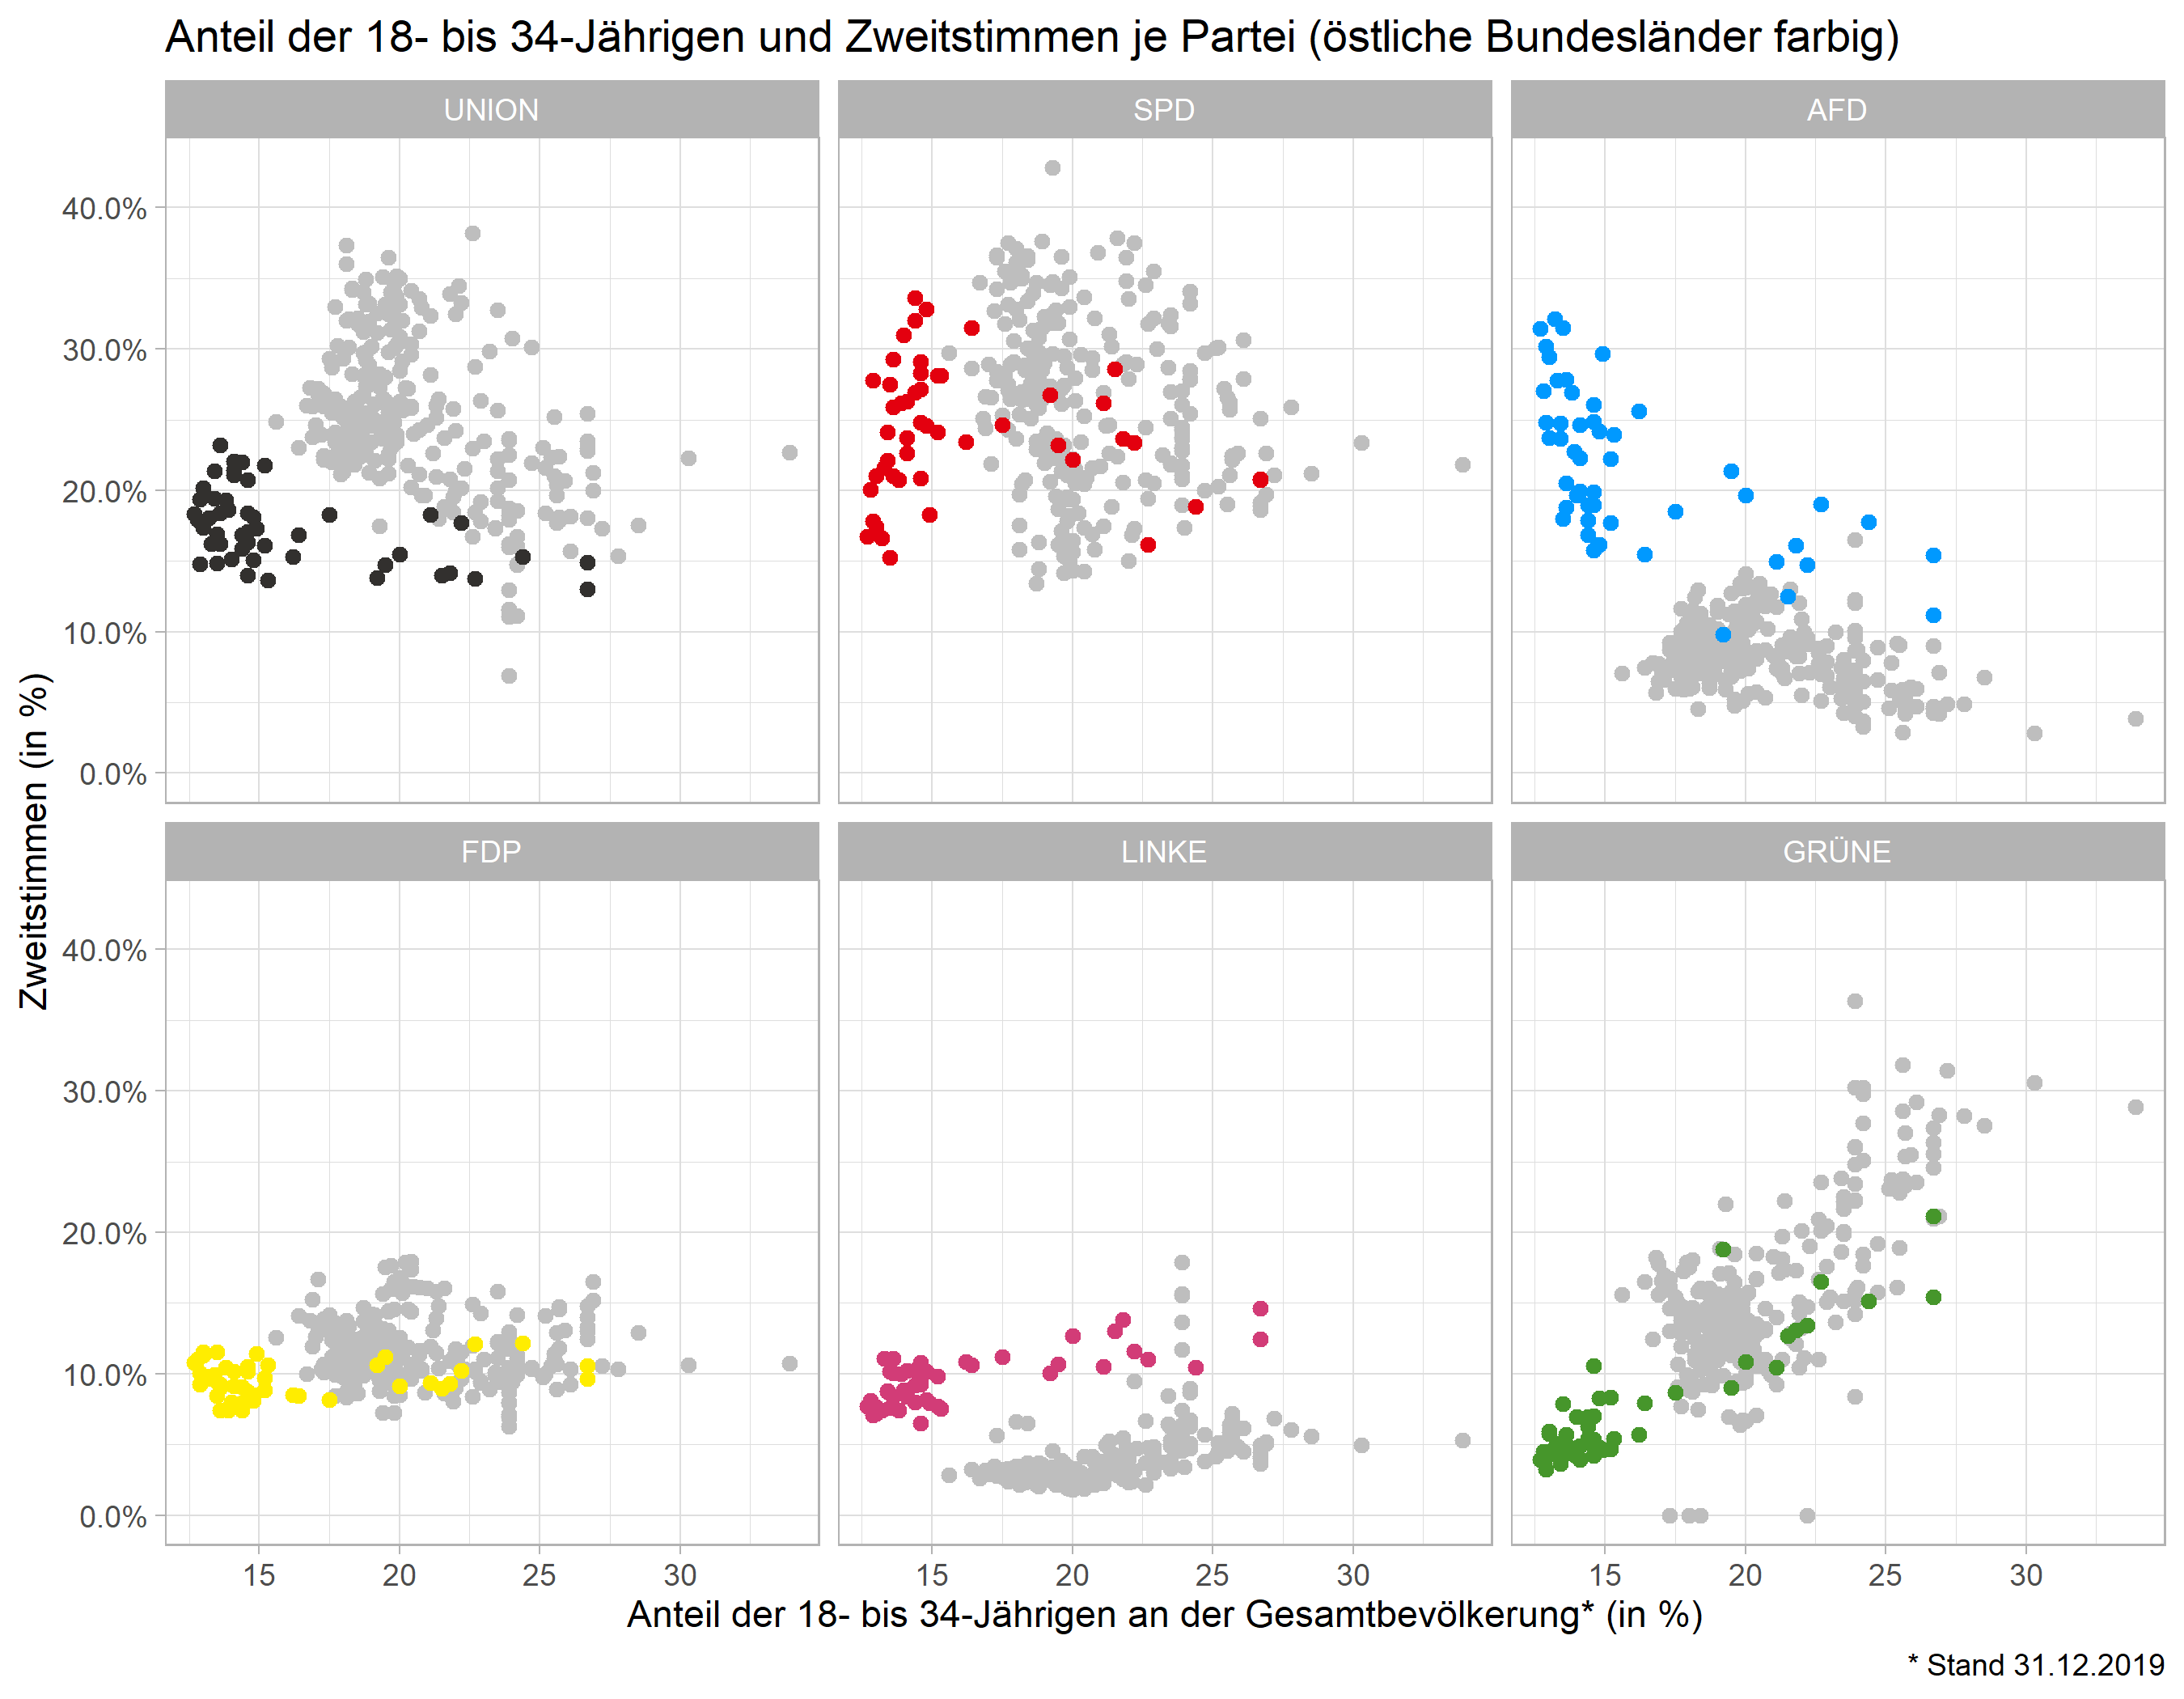 Anteil der 18- bis 34-Jährigen und Zweitstimmen je Partei (östliche Bundesländer farbig)
UNION
SPD
AFD
40.0%
30.0%
20.0%
10.0%
0.0%
Zweitstimmen (in %)
FDP
LINKE
GRÜNE
40.0%
30.0%
20.0%
10.0%
0.0%
15 20 25 30
15 20 25 30
15 20 25 30
Anteil der 18- bis 34-Jährigen an der Gesamtbevölkerung* (in %)
* Stand 31.12.2019